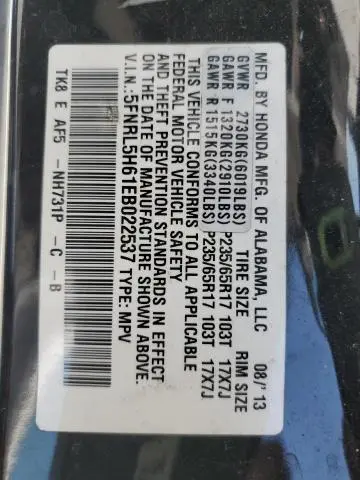 MFD. BY HONDA MFG. OF ALABAMA, LLC 08/'13
GVWR 2730KG(6019LBS) TIRE SIZE RIM SIZE
GAWR F 1320KG(2910LBS) P235/65R17 103T 17X7J
GAWR R 1515KG(3340LBS) P235/65R17 103T 17X7J
THIS VEHICLE CONFORMS TO ALL APPLICABLE
FEDERAL MOTOR VEHICLE SAFETY
AND THEFT PREVENTION STANDARDS IN EFFECT
ON THE DATE OF MANUFACTURE SHOWN ABOVE.
V.I.N.:5FNRL5H61EB022537 TYPE:MPV
TK8 E AF5 -NH731P -C -B